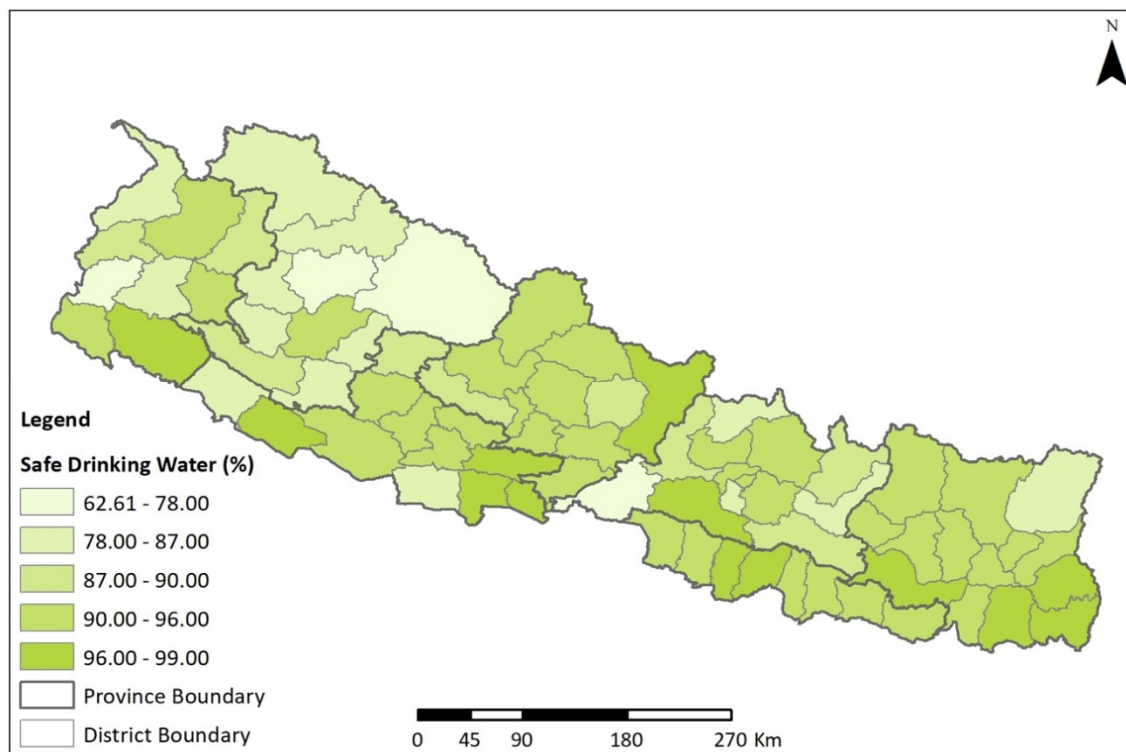 N
Legend
Safe Drinking Water (%)
62.61 - 78.00
78.00 - 87.00
87.00 - 90.00
90.00 - 96.00
96.00 - 99.00
Province Boundary
District Boundary
0 45 90 180 270 Km